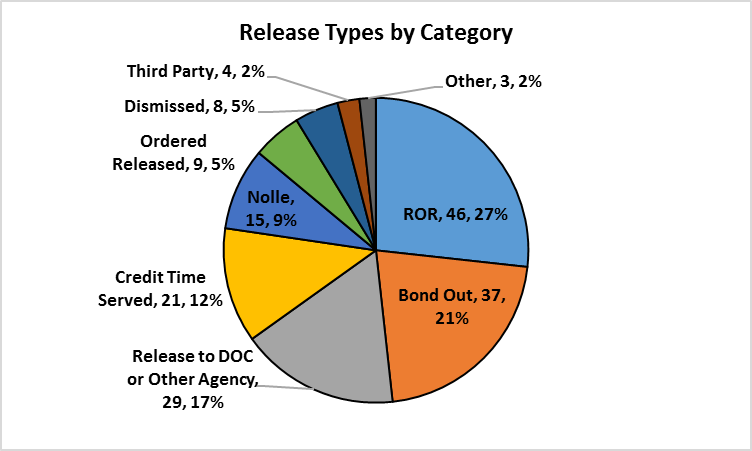 Release Types by Category
Third Party, 4, 2%
Other, 3, 2%
Dismissed, 8, 5%
Ordered
Released, 9, 5%
Nolle,
15, 9%
ROR, 46, 27%
Credit Time
Served, 21, 12%
Bond Out, 37,
21%
Release to DOC
or Other Agency,
29, 17%